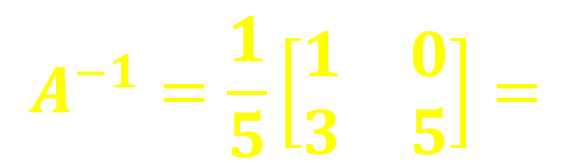 A⁻¹ = 1/5 [1 0
3 5] =